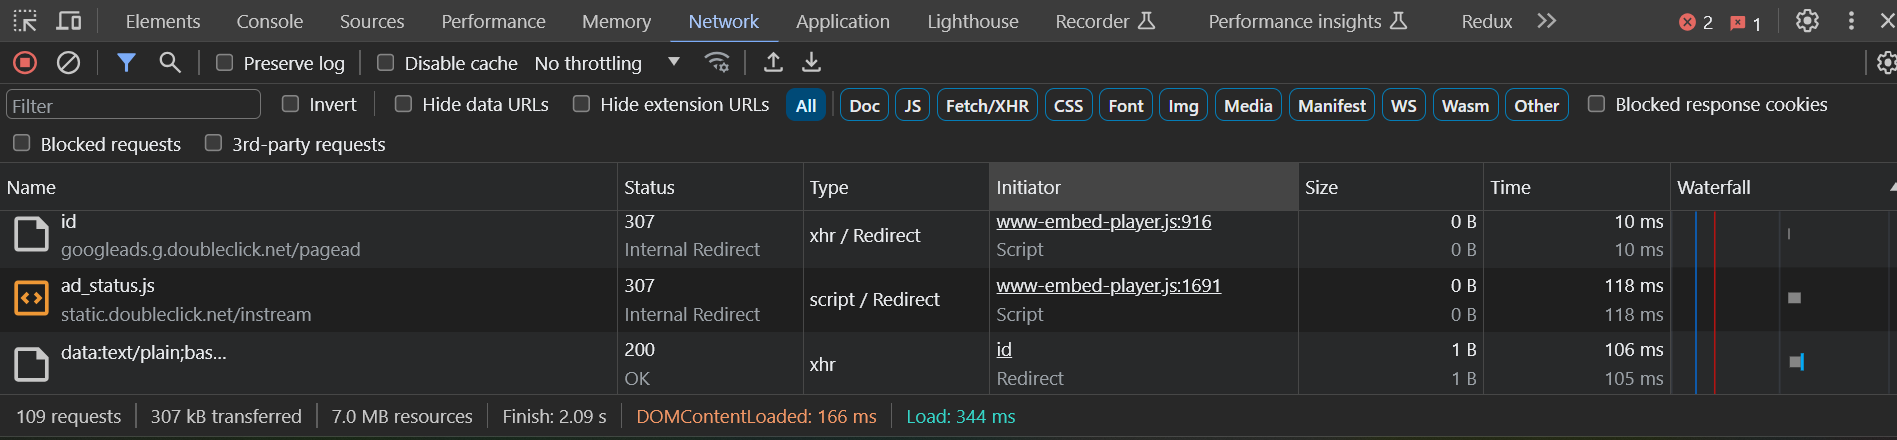 Elements Console Sources Performance Memory Network Application Lighthouse Recorder Performance insights Redux 2 1
Preserve log Disable cache No throttling
Filter Invert Hide data URLs Hide extension URLs All Doc JS Fetch/XHR CSS Font Img Media Manifest WS Wasm Other Blocked response cookies
Blocked requests 3rd-party requests
Name Status Type Initiator Size Time Waterfall
id 307 xhr / Redirect www-embed-player.js:916 0 B 10 ms
googleads.g.doubleclick.net/pagead Internal Redirect Script 0 B 10 ms
ad_status.js 307 script / Redirect www-embed-player.js:1691 0 B 118 ms
static.doubleclick.net/instream Internal Redirect Script 0 B 118 ms
data:text/plain;bas... 200 xhr id 1 B 106 ms
OK Redirect 1 B 105 ms
109 requests 307 kB transferred 7.0 MB resources Finish: 2.09 s DOMContentLoaded: 166 ms Load: 344 ms